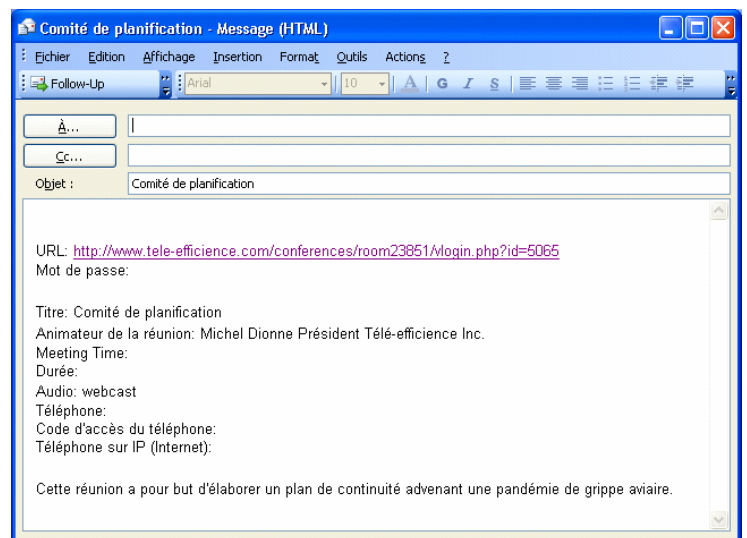 Comité de planification - Message (HTML)
Fichier Edition Affichage Insertion Format Outils Actions ?
Follow-Up Arial 10 A G I S
À...
Cc...
Objet : Comité de planification
URL: http://www.tele-efficience.com/conferences/room23851/vlogin.php?id=5065
Mot de passe:
Titre: Comité de planification
Animateur de la réunion: Michel Dionne Président Télé-efficience Inc.
Meeting Time:
Durée:
Audio: webcast
Téléphone:
Code d'accès du téléphone:
Téléphone sur IP (Internet):
Cette réunion a pour but d'élaborer un plan de continuité advenant une pandémie de grippe aviaire.